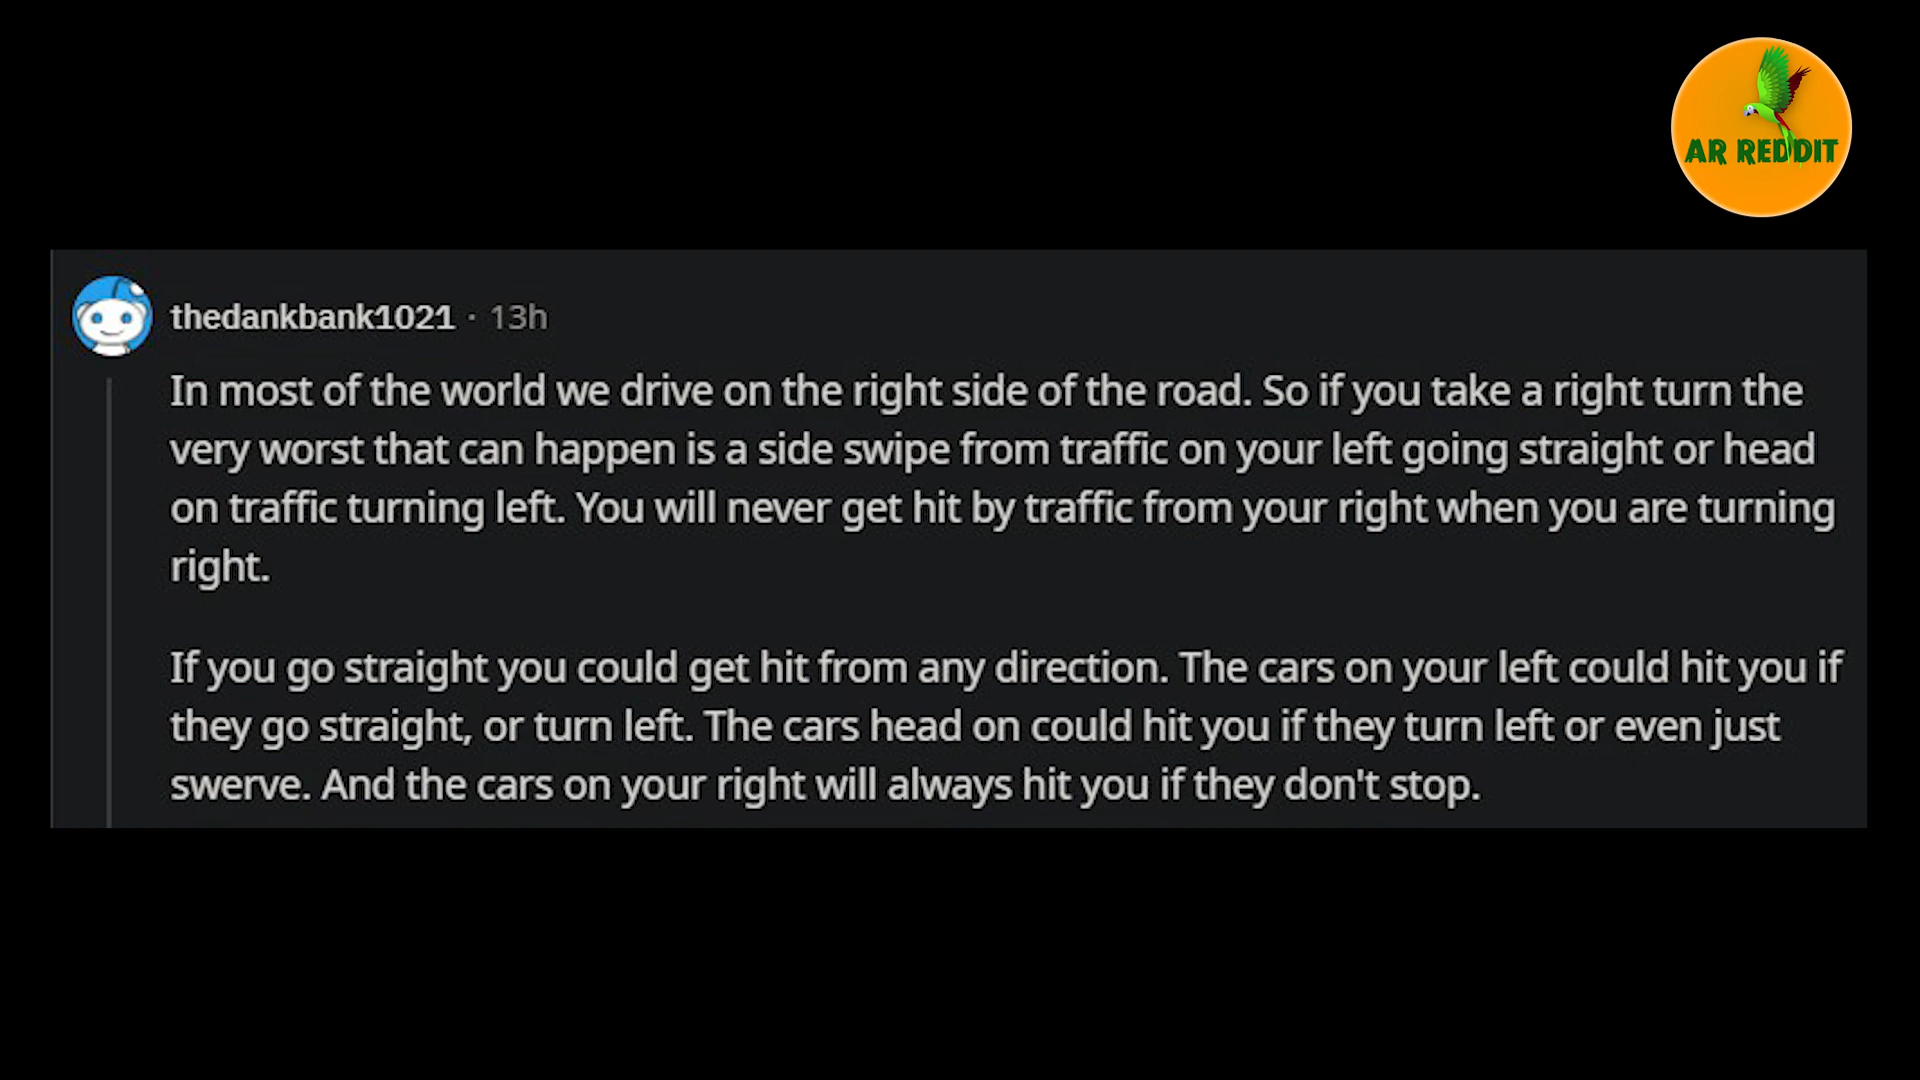 AR REDDIT
thedankbank1021 · 13h
In most of the world we drive on the right side of the road. So if you take a right turn the
very worst that can happen is a side swipe from traffic on your left going straight or head
on traffic turning left. You will never get hit by traffic from your right when you are turning
right.
If you go straight you could get hit from any direction. The cars on your left could hit you if
they go straight, or turn left. The cars head on could hit you if they turn left or even just
swerve. And the cars on your right will always hit you if they don't stop.